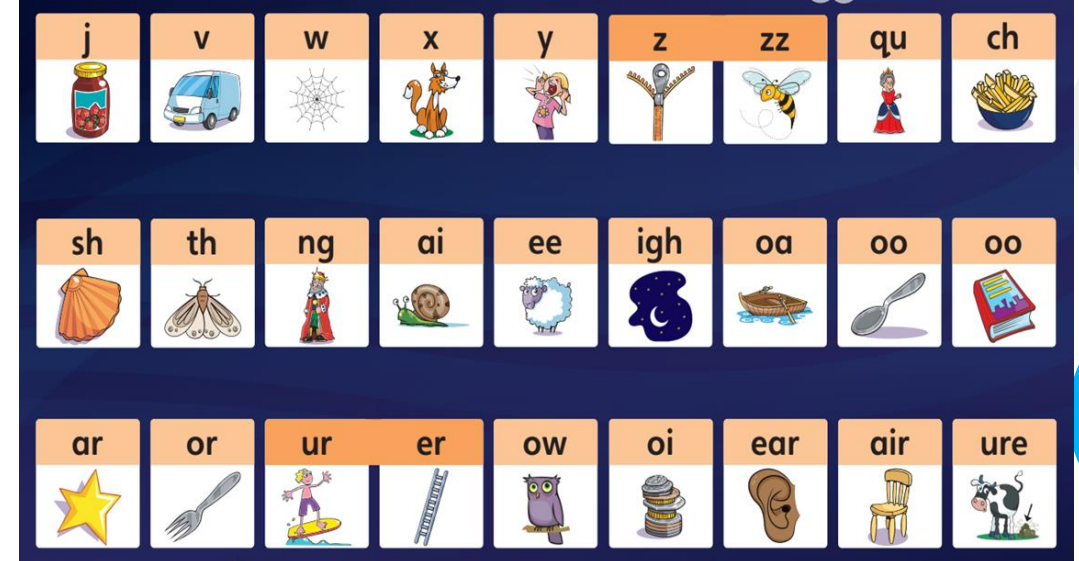 j v w x y z zz qu ch
sh th ng ai ee igh oa oo oo
ar or ur er ow oi ear air ure